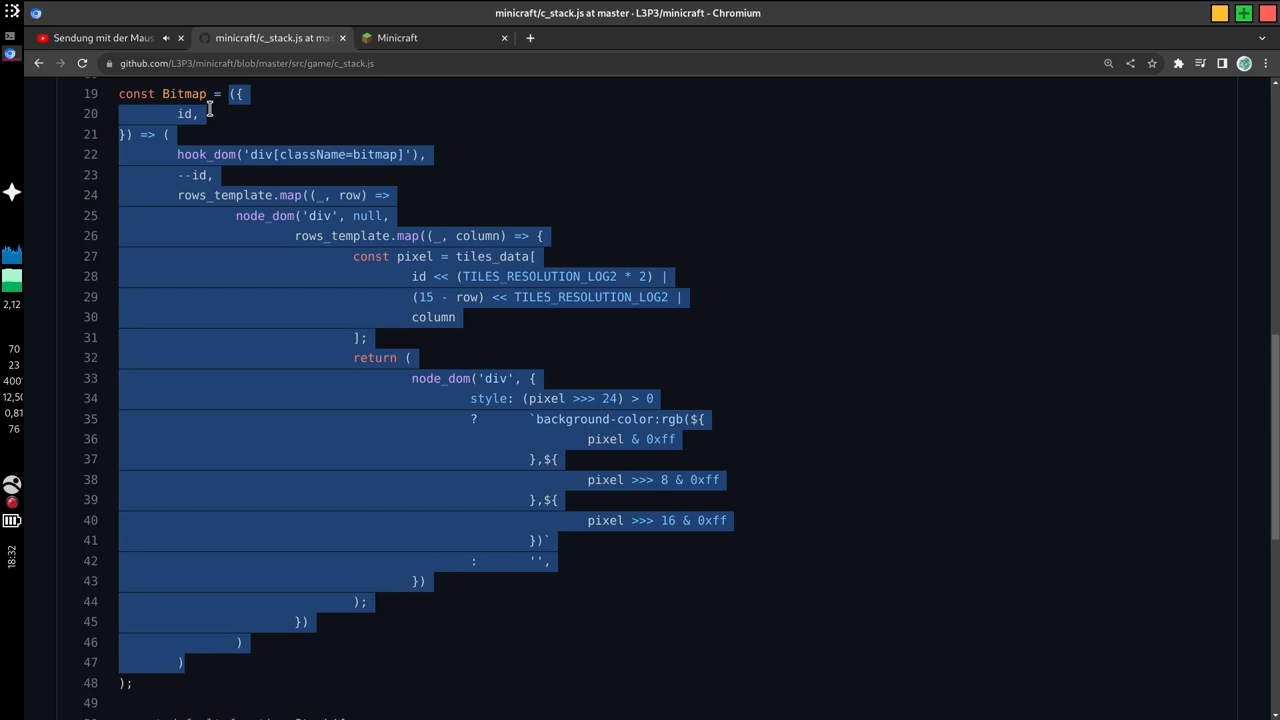 minicraft/c_stack.js at master · L3P3/minicraft - Chromium
Sendung mit der Maus
minicraft/c_stack.js at mas
Minicraft
github.com/L3P3/minicraft/blob/master/src/game/c_stack.js
19 const Bitmap = ({
20 id,
21 }) => (
22 hook_dom('div[className=bitmap]'),
23 --id,
24 rows_template.map((_, row) =>
25 node_dom('div', null,
26 rows_template.map((_, column) => {
27 const pixel = tiles_data[
28 id << (TILES_RESOLUTION_LOG2 * 2) |
29 (15 - row) << TILES_RESOLUTION_LOG2 |
30 column
31 ];
32 return (
33 node_dom('div', {
34 style: (pixel >>> 24) > 0
35 ? `background-color:rgb(${
36 pixel & 0xff
37 },${
38 pixel >>> 8 & 0xff
39 },${
40 pixel >>> 16 & 0xff
41 })`
42 : '',
43 })
44 );
45 })
46 )
47 )
48 );
49
2,12
70
23
400
12,50
0,81
76
18:32